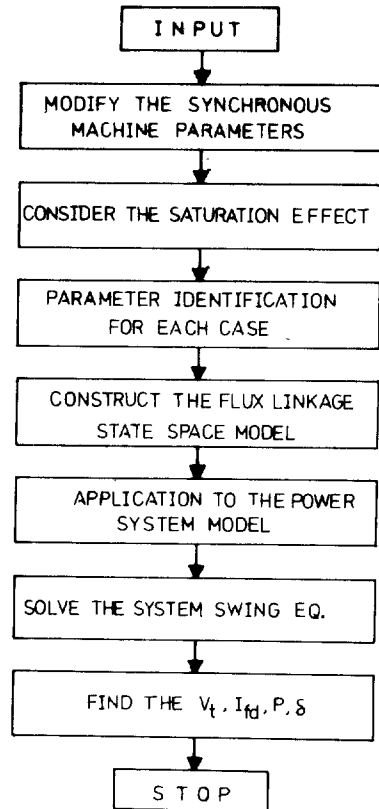 INPUT
MODIFY THE SYNCHRONOUS
MACHINE PARAMETERS
CONSIDER THE SATURATION EFFECT
PARAMETER IDENTIFICATION
FOR EACH CASE
CONSTRUCT THE FLUX LINKAGE
STATE SPACE MODEL
APPLICATION TO THE POWER
SYSTEM MODEL
SOLVE THE SYSTEM SWING EQ.
FIND THE Vt, Ifd, P, δ
STOP